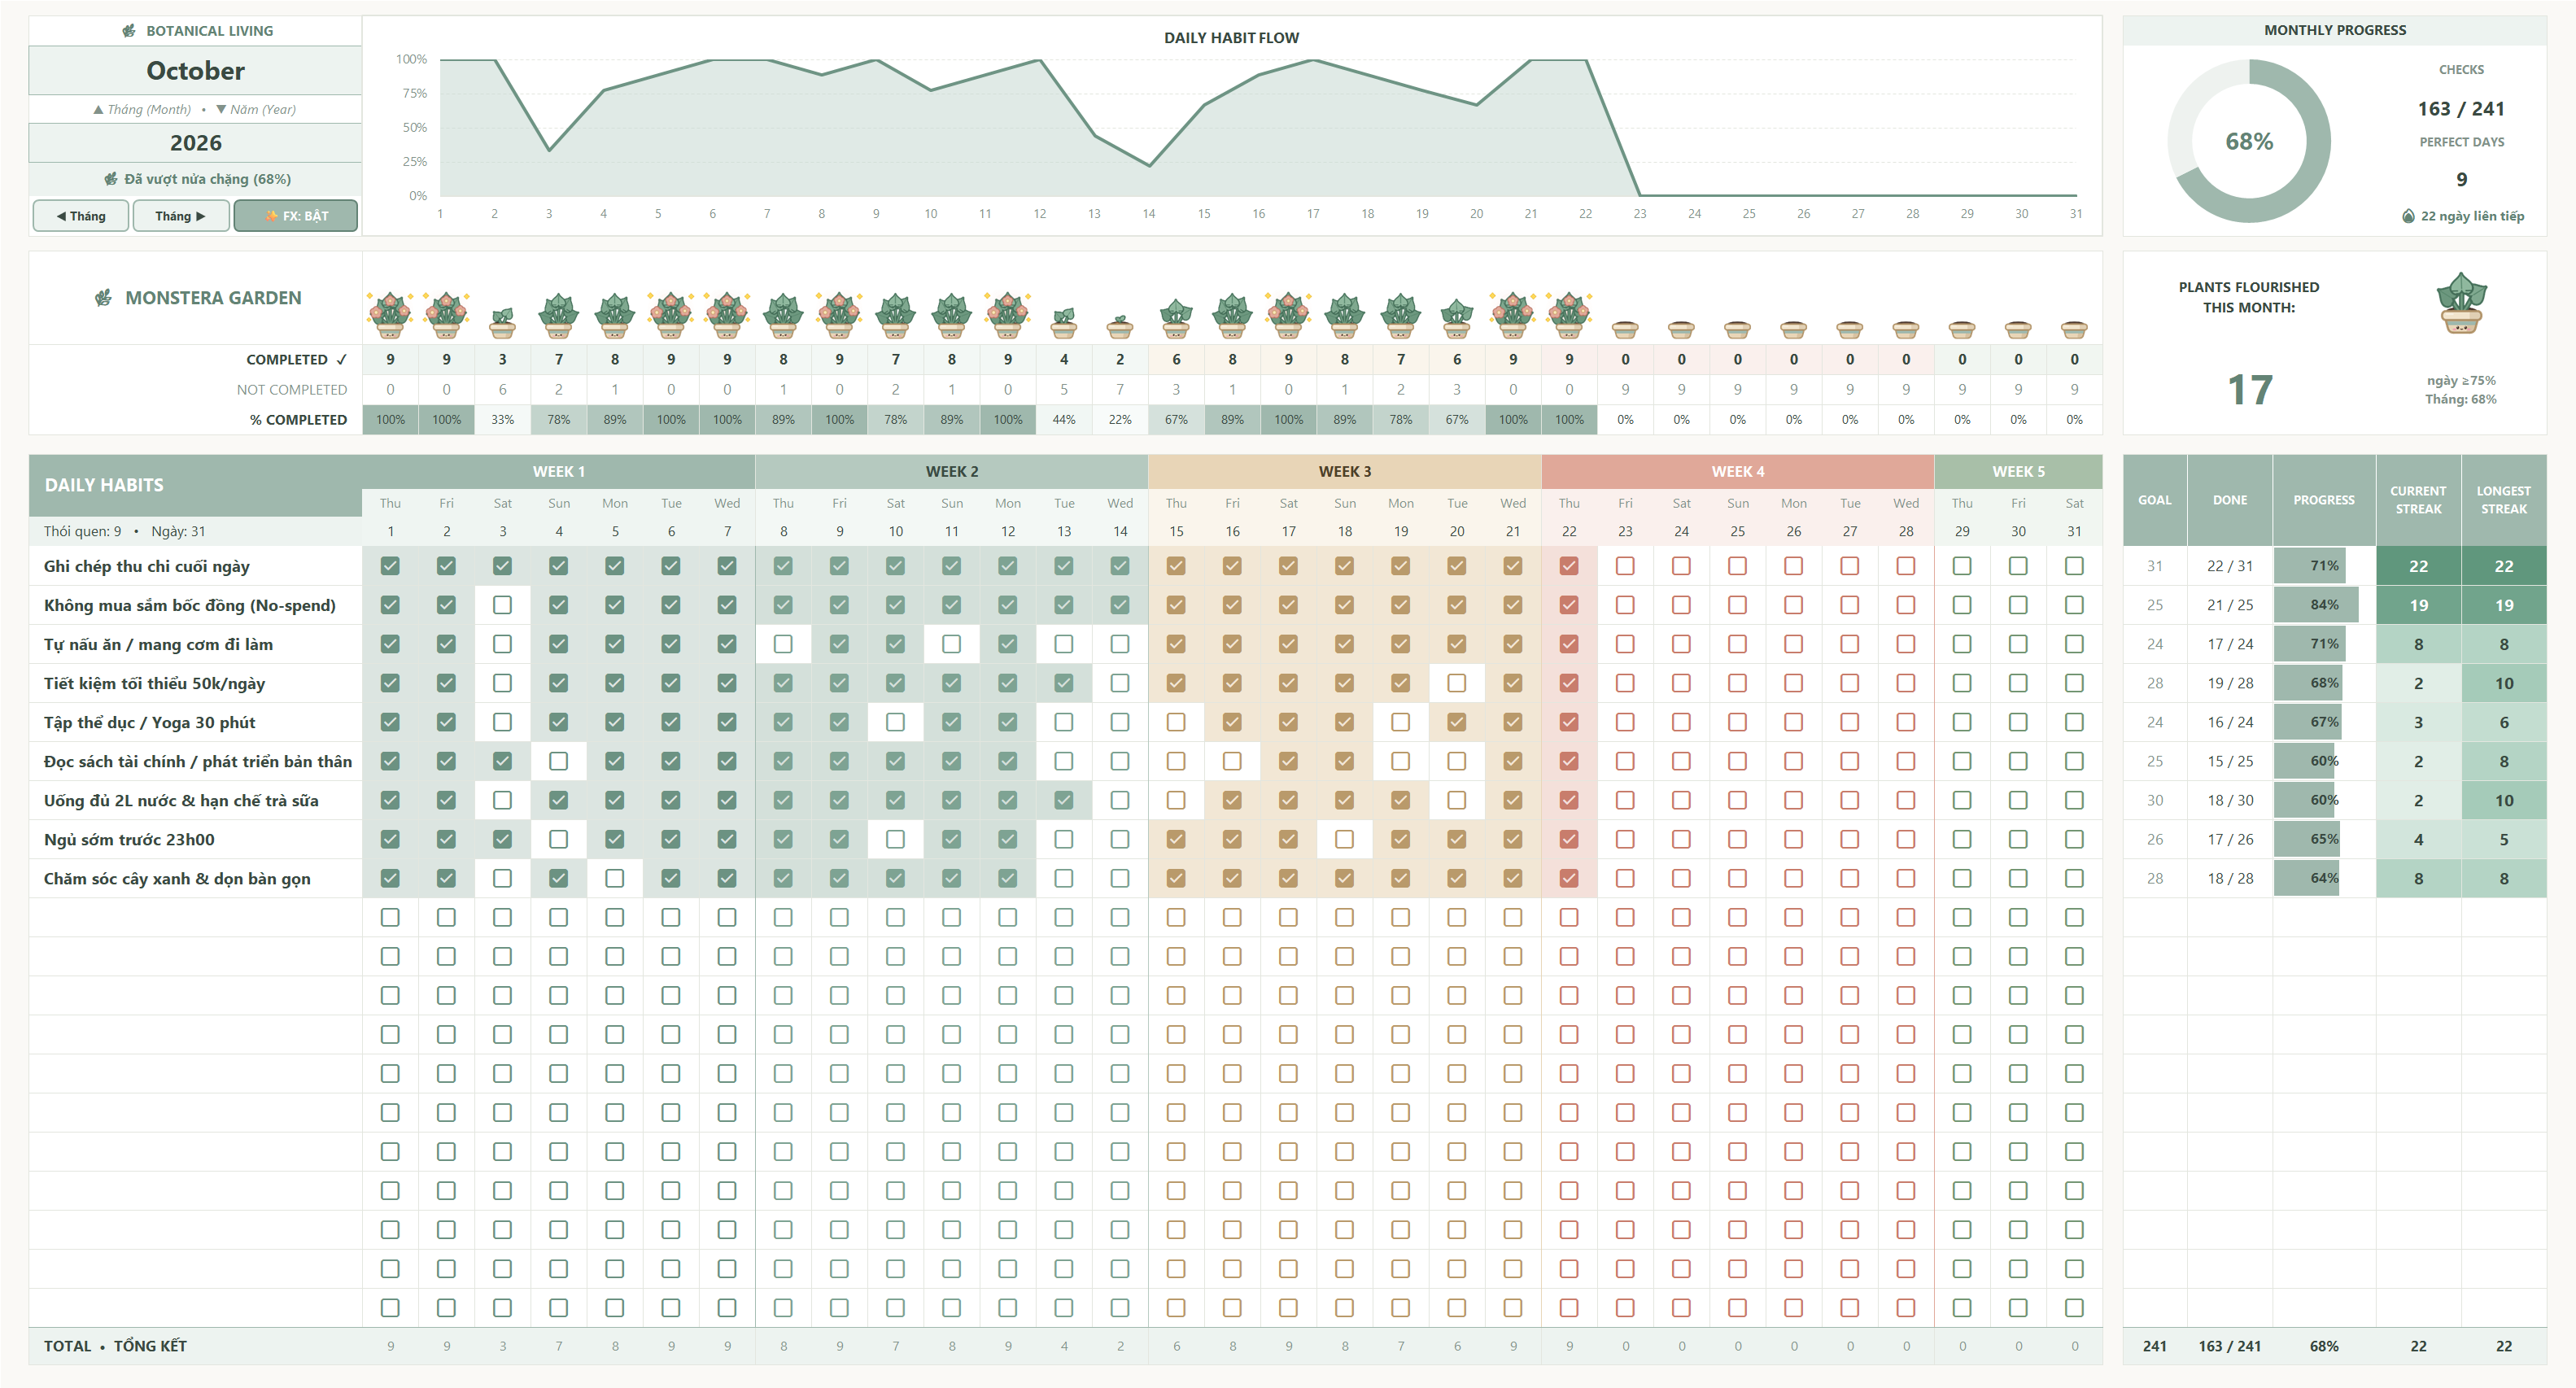 BOTANICAL LIVING
October
▲ Tháng (Month) • ▼ Năm (Year)
2026
Đã vượt nửa chặng (68%)
◀ Tháng Tháng ▶ ✨ FX: BẬT
DAILY HABIT FLOW
100%
75%
50%
25%
0%
1 2 3 4 5 6 7 8 9 10 11 12 13 14 15 16 17 18 19 20 21 22 23 24 25 26 27 28 29 30 31
MONTHLY PROGRESS
68%
CHECKS
163 / 241
PERFECT DAYS
9
22 ngày liên tiếp
MONSTERA GARDEN
COMPLETED ✓ 9 9 3 7 8 9 9 8 9 7 8 9 4 2 6 8 9 8 7 6 9 9 0 0 0 0 0 0 0 0 0
NOT COMPLETED 0 0 6 2 1 0 0 1 0 2 1 0 5 7 3 1 0 1 2 3 0 0 9 9 9 9 9 9 9 9 9
% COMPLETED 100% 100% 33% 78% 89% 100% 100% 89% 100% 78% 89% 100% 44% 22% 67% 89% 100% 89% 78% 67% 100% 100% 0% 0% 0% 0% 0% 0% 0% 0% 0%
PLANTS FLOURISHED
THIS MONTH:
17
ngày ≥75%
Tháng: 68%
DAILY HABITS WEEK 1 WEEK 2 WEEK 3 WEEK 4 WEEK 5
Thu Fri Sat Sun Mon Tue Wed Thu Fri Sat Sun Mon Tue Wed Thu Fri Sat Sun Mon Tue Wed Thu Fri Sat Sun Mon Tue Wed Thu Fri Sat
Thói quen: 9 • Ngày: 31 1 2 3 4 5 6 7 8 9 10 11 12 13 14 15 16 17 18 19 20 21 22 23 24 25 26 27 28 29 30 31
GOAL DONE PROGRESS CURRENT STREAK LONGEST STREAK
Ghi chép thu chi cuối ngày 31 22 / 31 71% 22 22
Không mua sắm bốc đồng (No-spend) 25 21 / 25 84% 19 19
Tự nấu ăn / mang cơm đi làm 24 17 / 24 71% 8 8
Tiết kiệm tối thiểu 50k/ngày 28 19 / 28 68% 2 10
Tập thể dục / Yoga 30 phút 24 16 / 24 67% 3 6
Đọc sách tài chính / phát triển bản thân 25 15 / 25 60% 2 8
Uống đủ 2L nước & hạn chế trà sữa 30 18 / 30 60% 2 10
Ngủ sớm trước 23h00 26 17 / 26 65% 4 5
Chăm sóc cây xanh & dọn bàn gọn 28 18 / 28 64% 8 8
TOTAL • TỔNG KẾT 9 9 3 7 8 9 9 8 9 7 8 9 4 2 6 8 9 8 7 6 9 9 0 0 0 0 0 0 0 0 0 241 163 / 241 68% 22 22